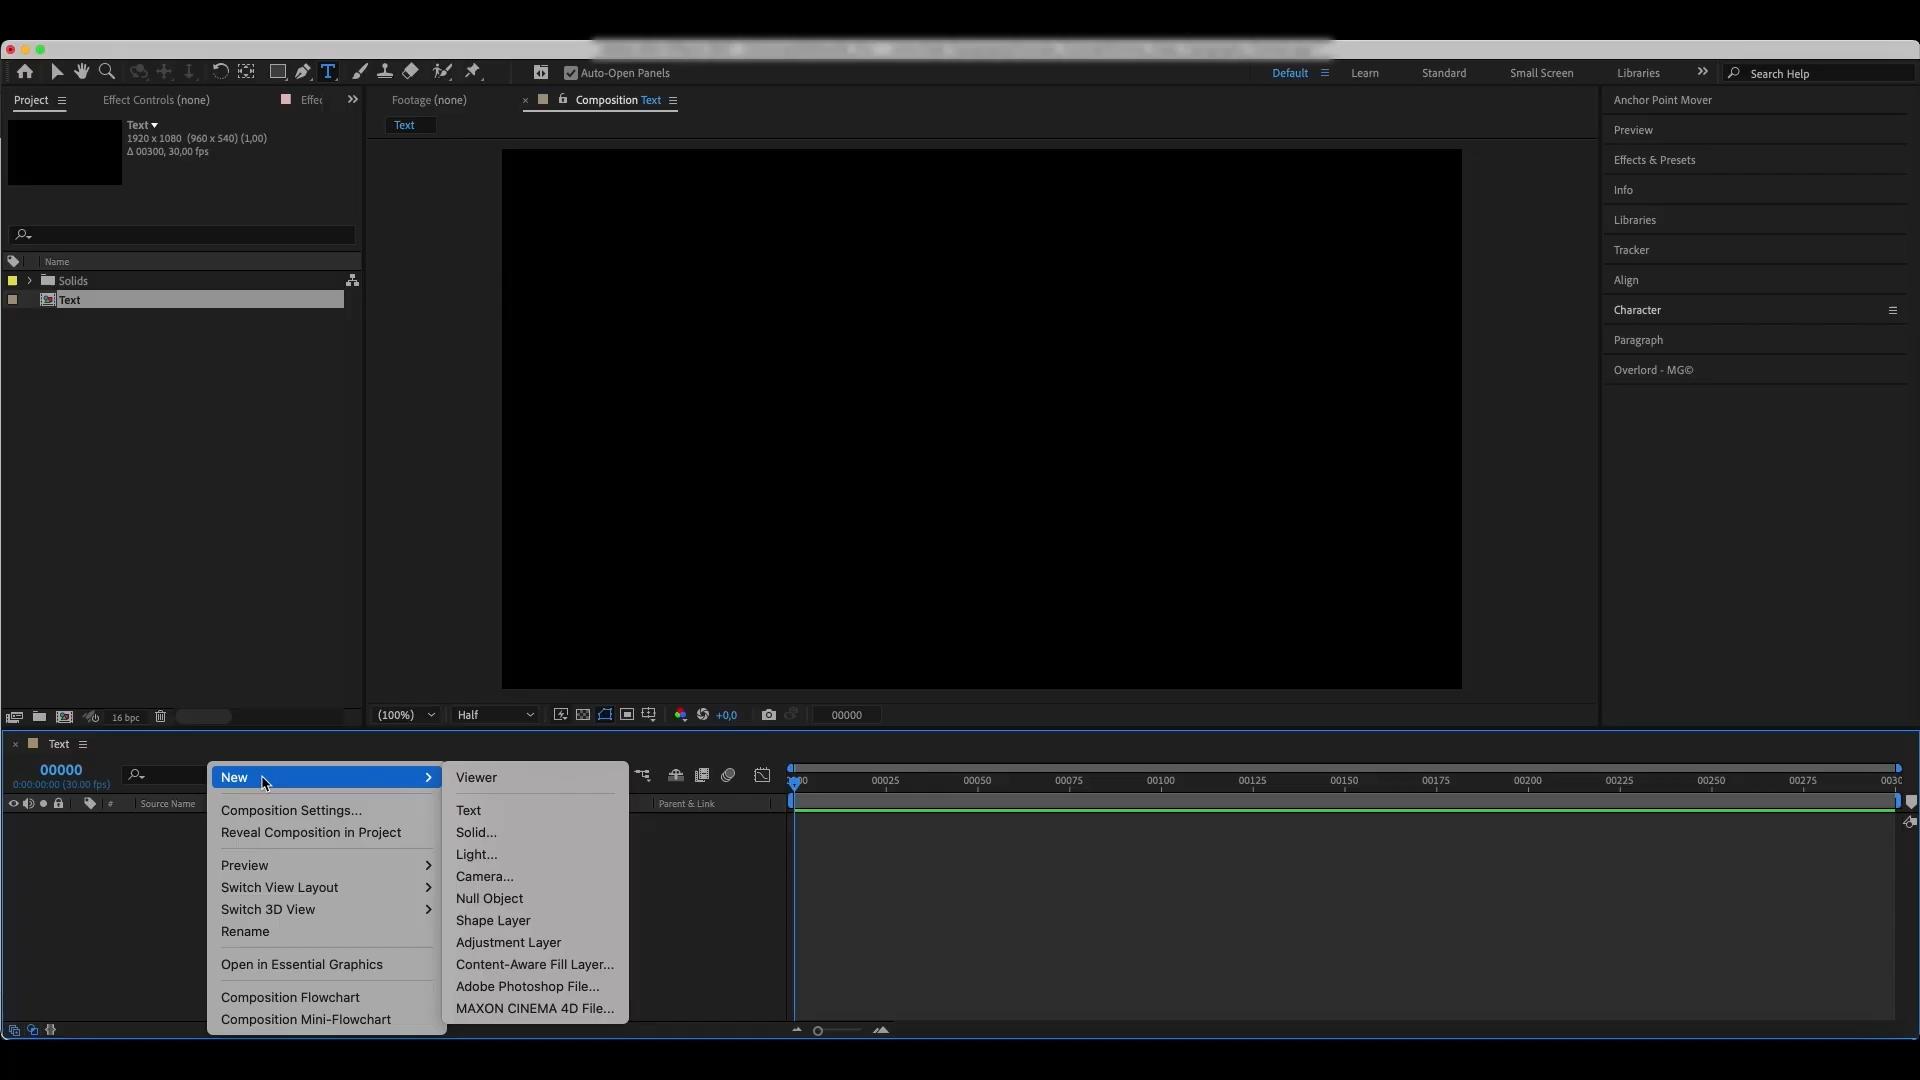 Auto-Open Panels
Default
Learn
Standard
Small Screen
Libraries
Search Help
Project
Effect Controls (none)
Effec
Footage (none)
Composition Text
Text
Text
1920 x 1080 (960 x 540) (1,00)
Δ 00300, 30,00 fps
Name
Solids
Text
Anchor Point Mover
Preview
Effects & Presets
Info
Libraries
Tracker
Align
Character
Paragraph
Overlord - MG©
16 bpc
(100%)
Half
+0,0
00000
Text
00000
0:00:00:00 (30.00 fps)
# Source Name
Parent & Link
00025 00050 00075 00100 00125 00150 00175 00200 00225 00250 00275
New
Composition Settings...
Reveal Composition in Project
Preview
Switch View Layout
Switch 3D View
Rename
Open in Essential Graphics
Composition Flowchart
Composition Mini-Flowchart
Viewer
Text
Solid...
Light...
Camera...
Null Object
Shape Layer
Adjustment Layer
Content-Aware Fill Layer...
Adobe Photoshop File...
MAXON CINEMA 4D File...